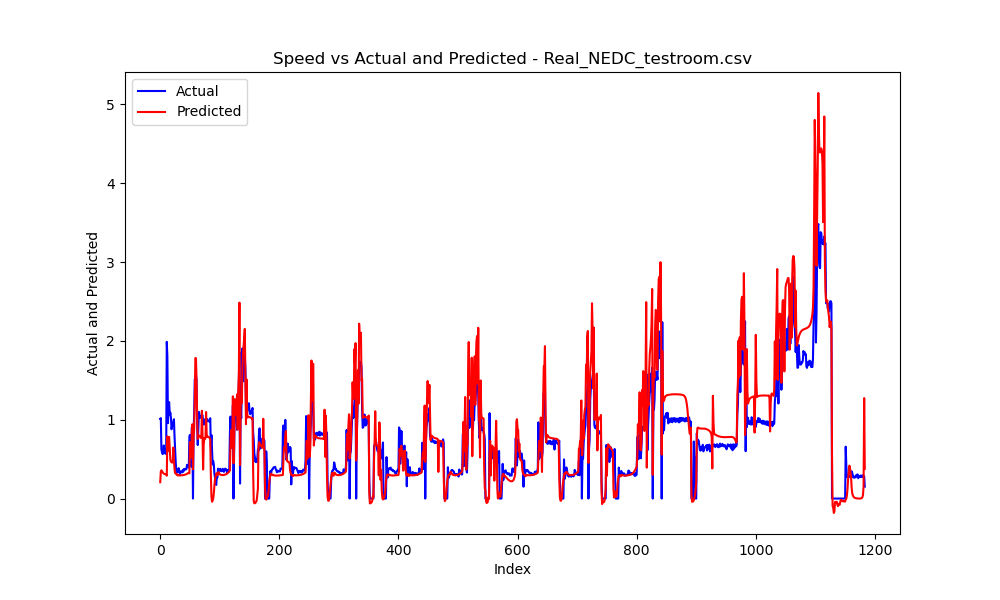 Speed vs Actual and Predicted - Real_NEDC_testroom.csv
Actual
Predicted
Actual and Predicted
5
4
3
2
1
0
0 200 400 600 800 1000 1200
Index